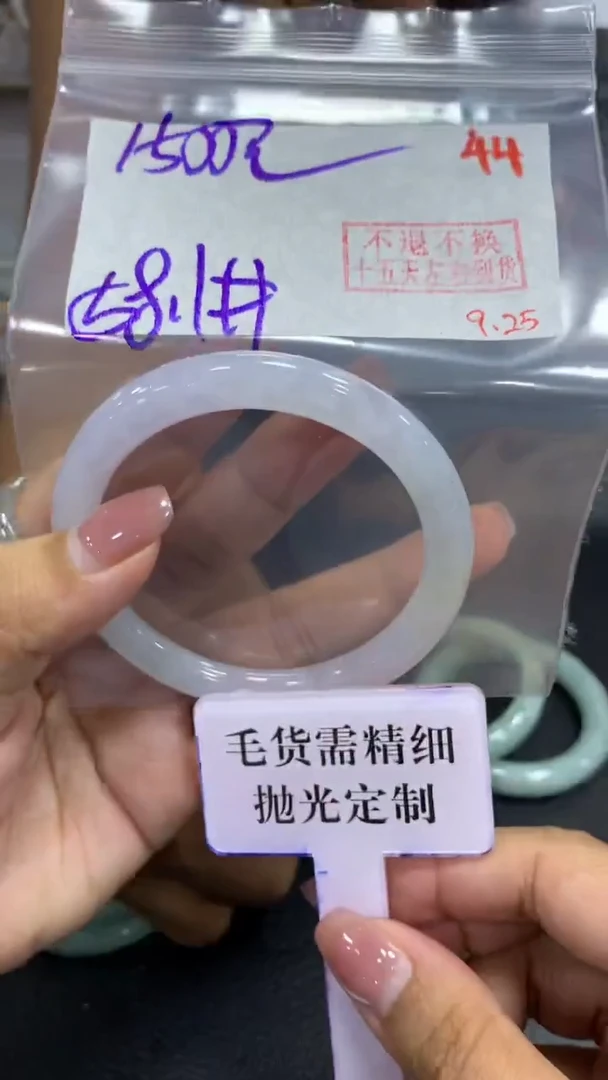 1500元
44
不退不换
十五天左右到货
58.1#
9.25
毛货需精细
抛光定制